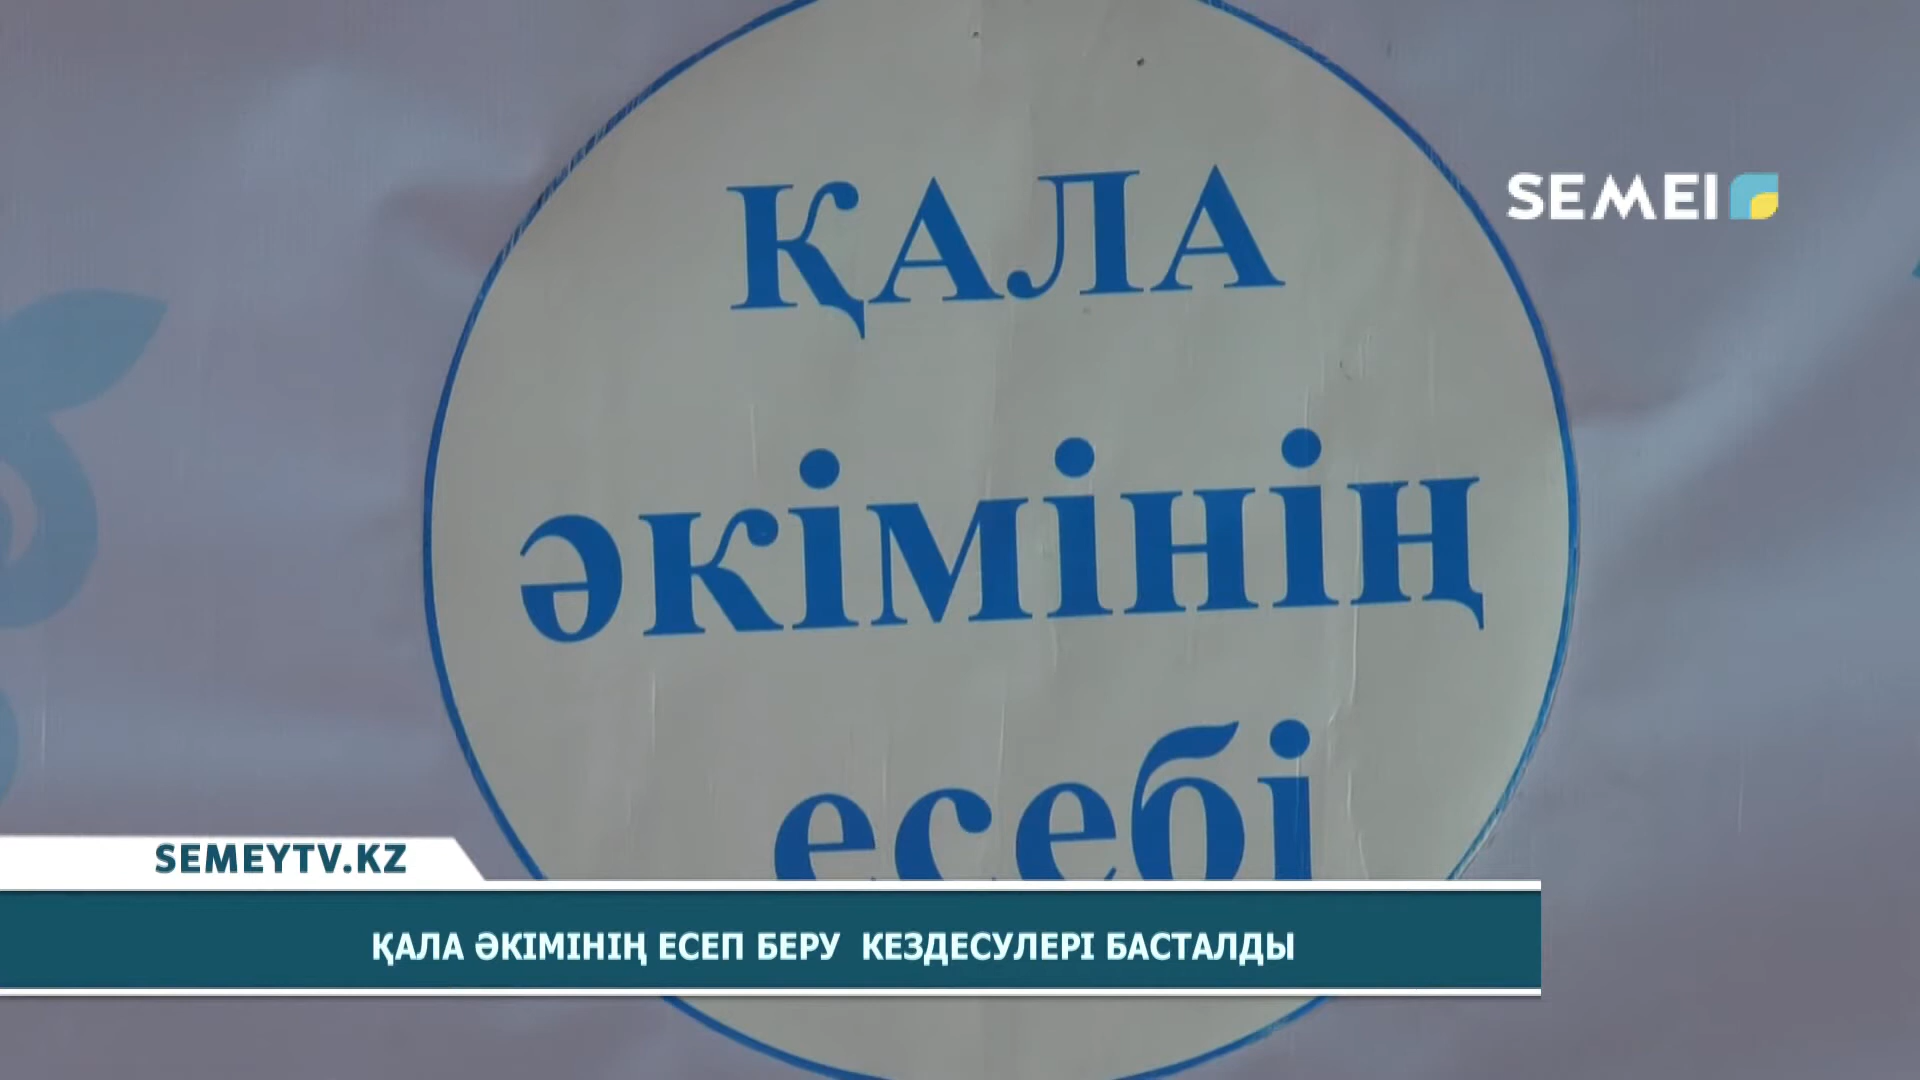 ҚАЛА
SEMEI
әкімінің
есебі
SEMEYTV.KZ
ҚАЛА ӘКІМІНІҢ ЕСЕП БЕРУ КЕЗДЕСУЛЕРІ БАСТАЛДЫ